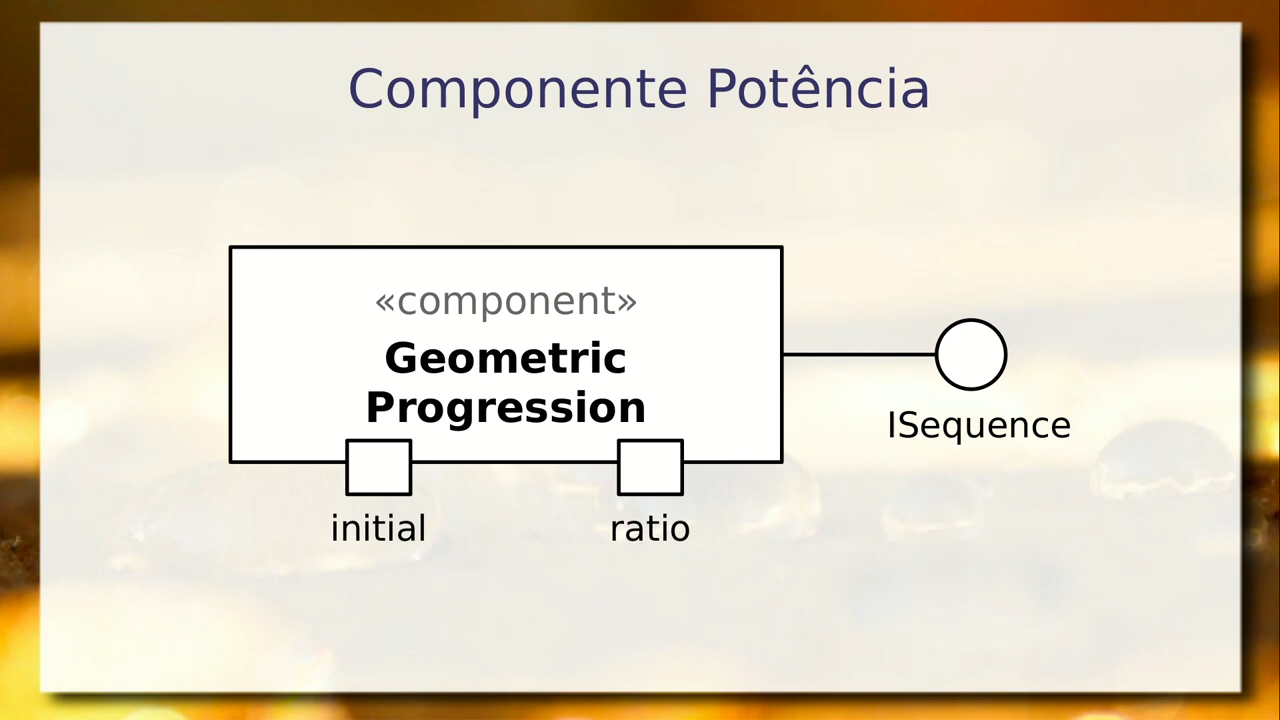 Componente Potência
«component»
Geometric
Progression
ISequence
initial
ratio